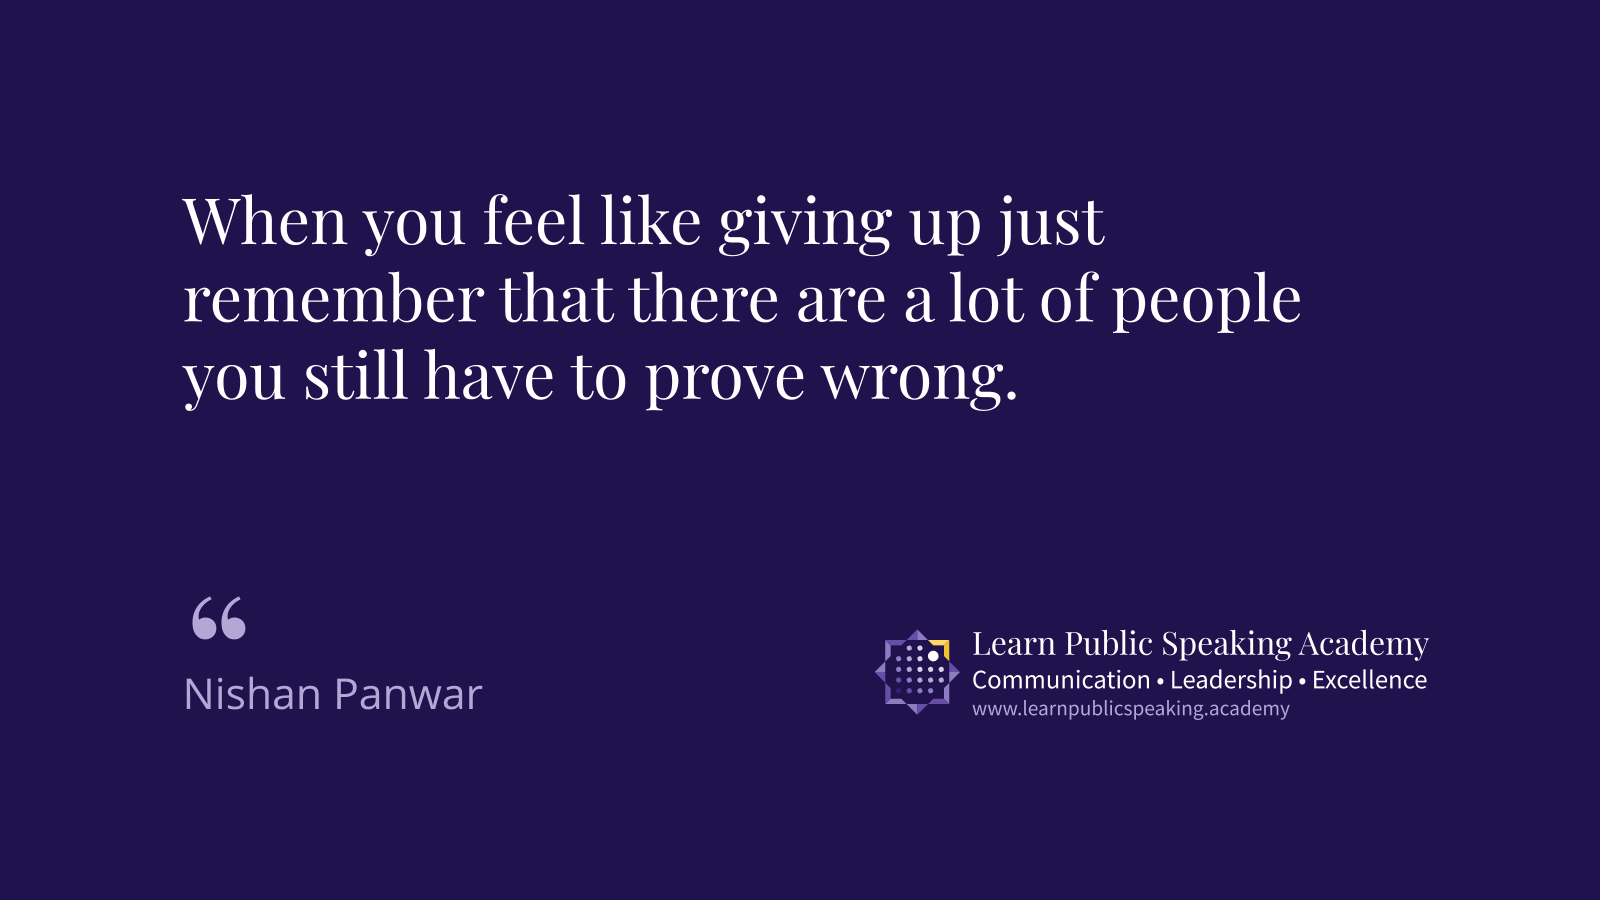 When you feel like giving up just
remember that there are a lot of people
you still have to prove wrong.
“
Nishan Panwar
Learn Public Speaking Academy
Communication • Leadership • Excellence
www.learnpublicspeaking.academy